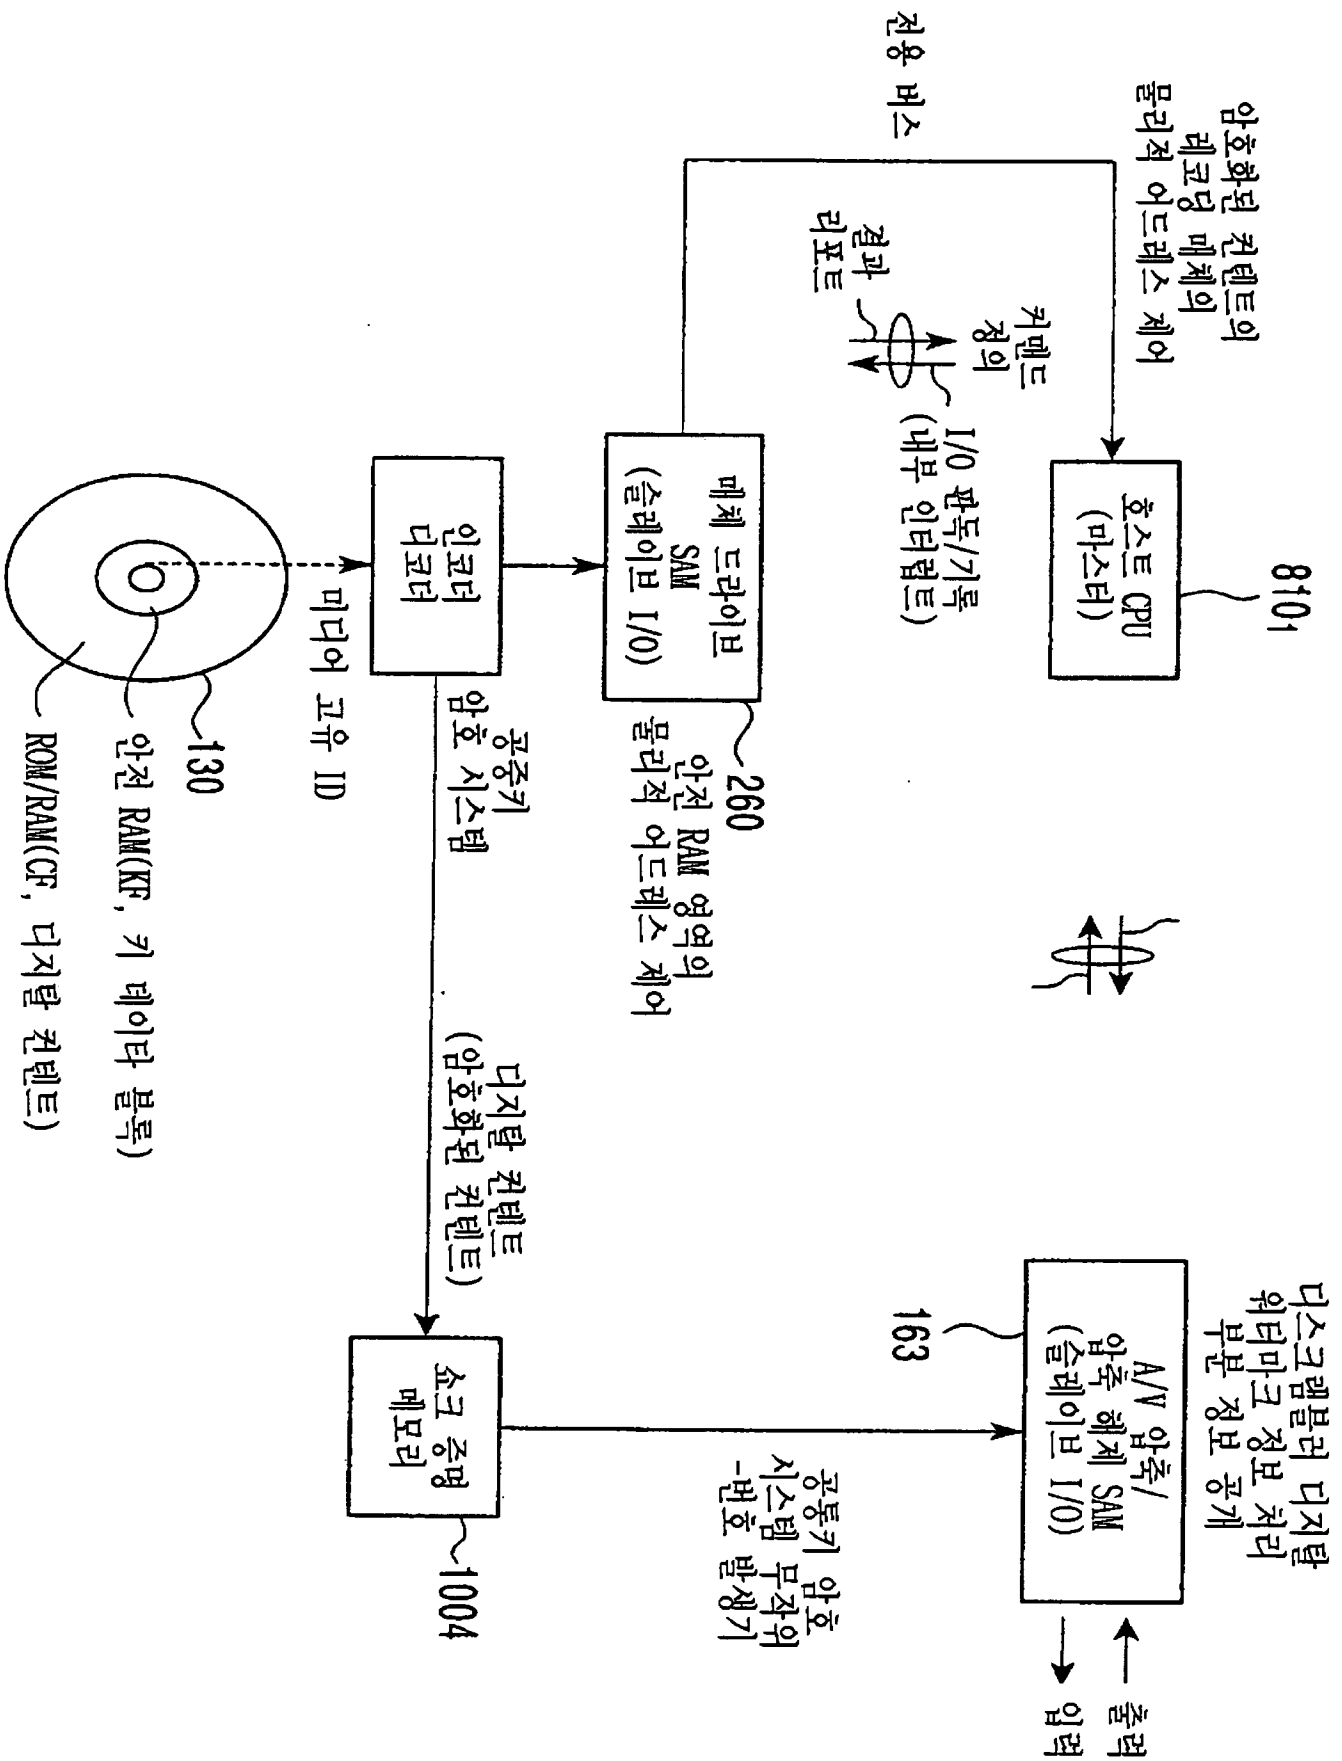 암호화된 컨텐트의
레코딩 매체의
물리적 어드레스 제어
810₁
호스트 CPU
(마스터)
전용 버스
커맨드
정의
결과
리포트
I/O 판독/기록
(내부 인터럽트)
매체 드라이브
SAM
(슬레이브 I/O)
260
안전 RAM 영역의
물리적 어드레스 제어
인코더
디코더
공중키
암호 시스템
미디어 고유 ID
130
안전 RAM(KF, 키 데이타 블록)
ROM/RAM(CF, 디지탈 컨텐트)
디지탈 컨텐트
(암호화된 컨텐트)
쇼크 증명
메모리
1004
공통키 암호
시스템 무작위
-번호 발생기
디스크램블러 디지탈
워터마크 정보 처리
부분 정보 공개
A/V 압축/
압축 해제 SAM
(슬레이브 I/O)
163
출력
입력